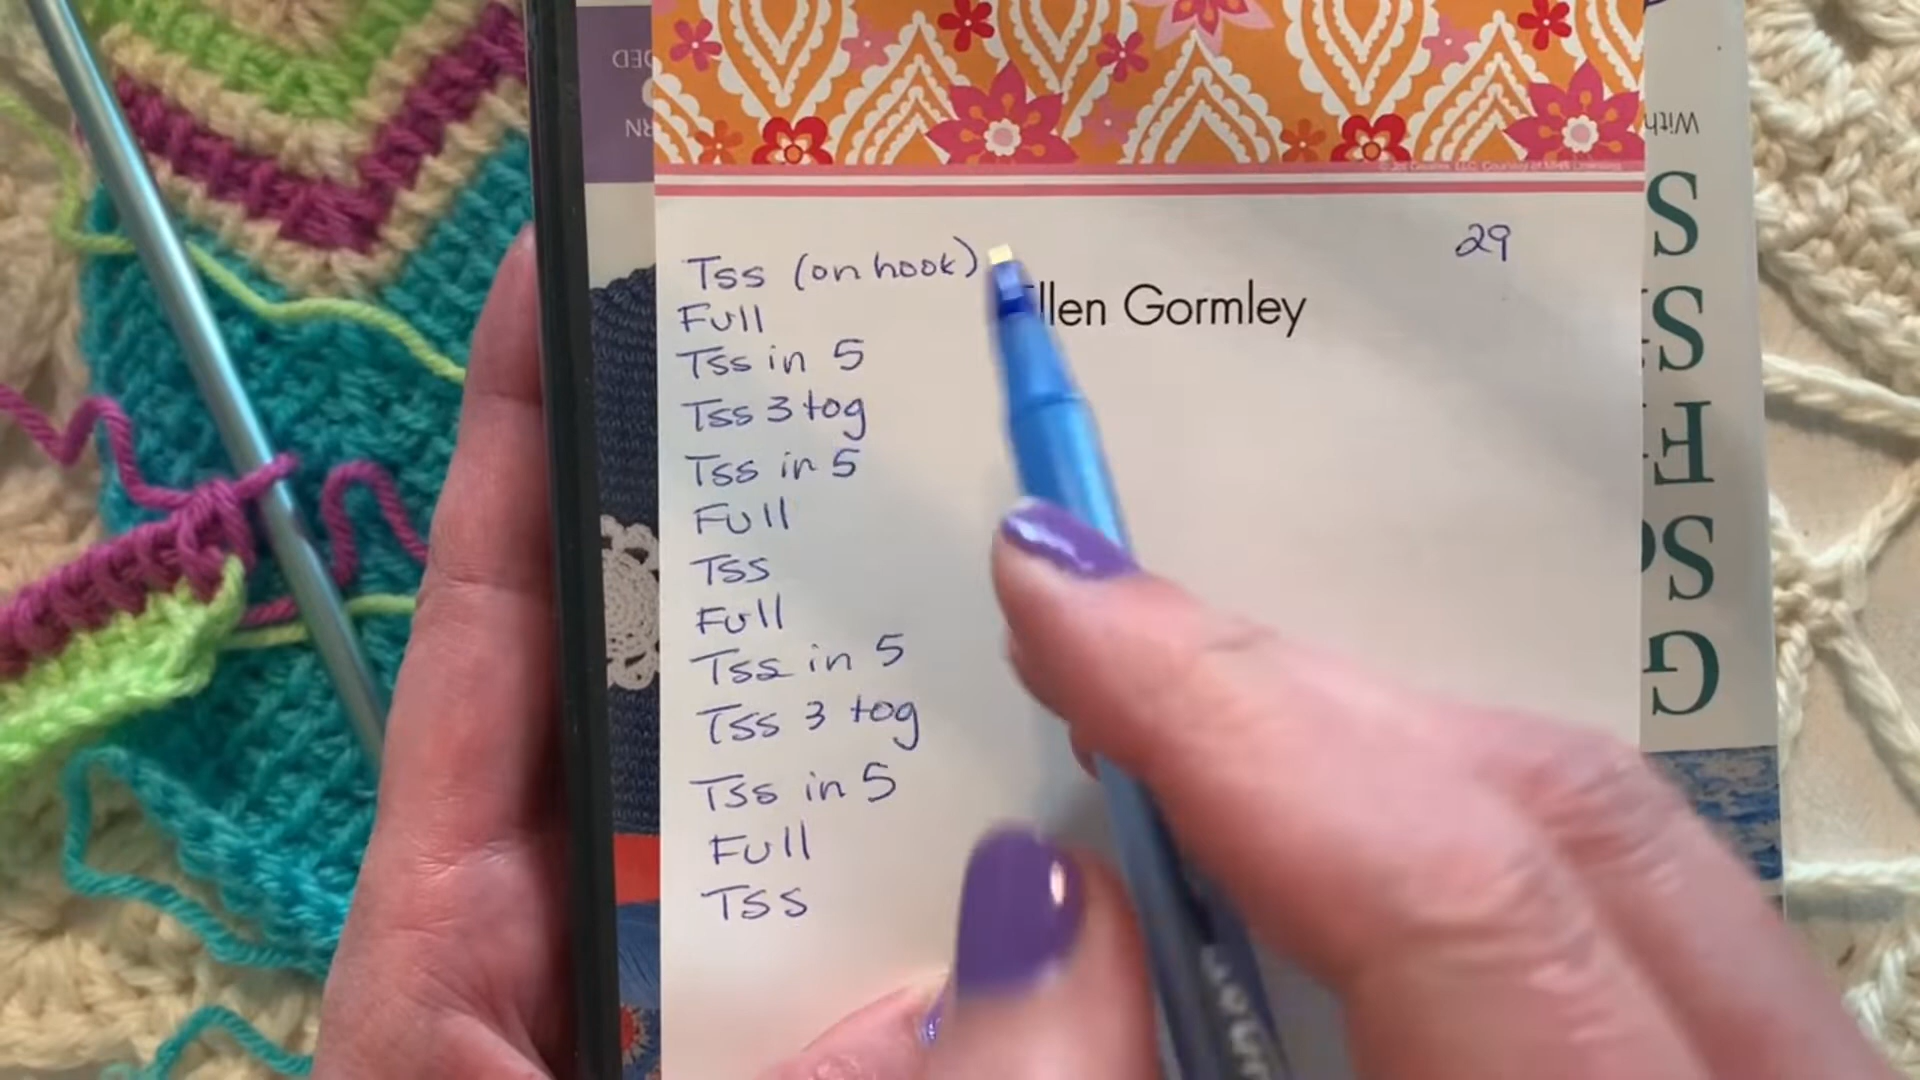 29
Tss (on hook)
Ellen Gormley
Full
Tss in 5
Tss 3 tog
Tss in 5
Full
Tss
Full
Tss in 5
Tss 3 tog
Tss in 5
Full
Tss
With